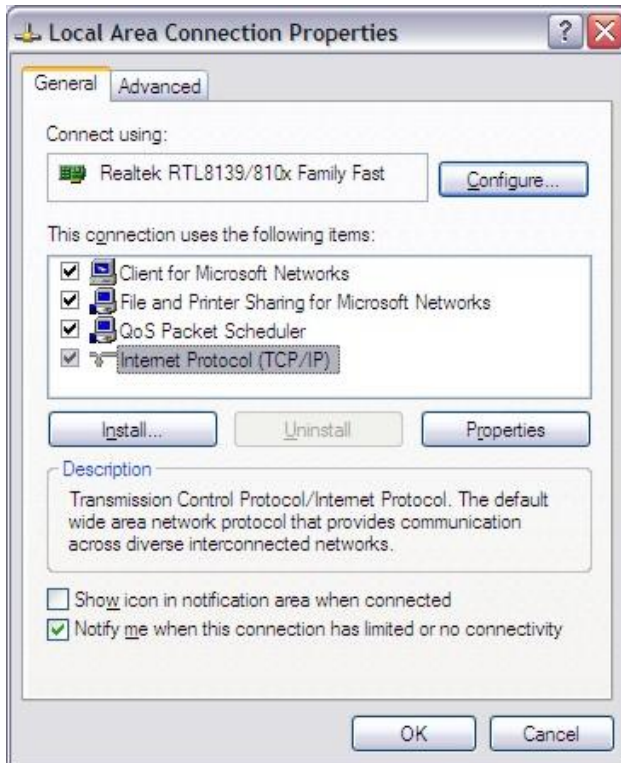 Local Area Connection Properties
General
Advanced
Connect using:
Realtek RTL8139/810x Family Fast
Configure...
This connection uses the following items:
Client for Microsoft Networks
File and Printer Sharing for Microsoft Networks
QoS Packet Scheduler
Internet Protocol (TCP/IP)
Install...
Uninstall
Properties
Description
Transmission Control Protocol/Internet Protocol. The default
wide area network protocol that provides communication
across diverse interconnected networks.
Show icon in notification area when connected
Notify me when this connection has limited or no connectivity
OK
Cancel